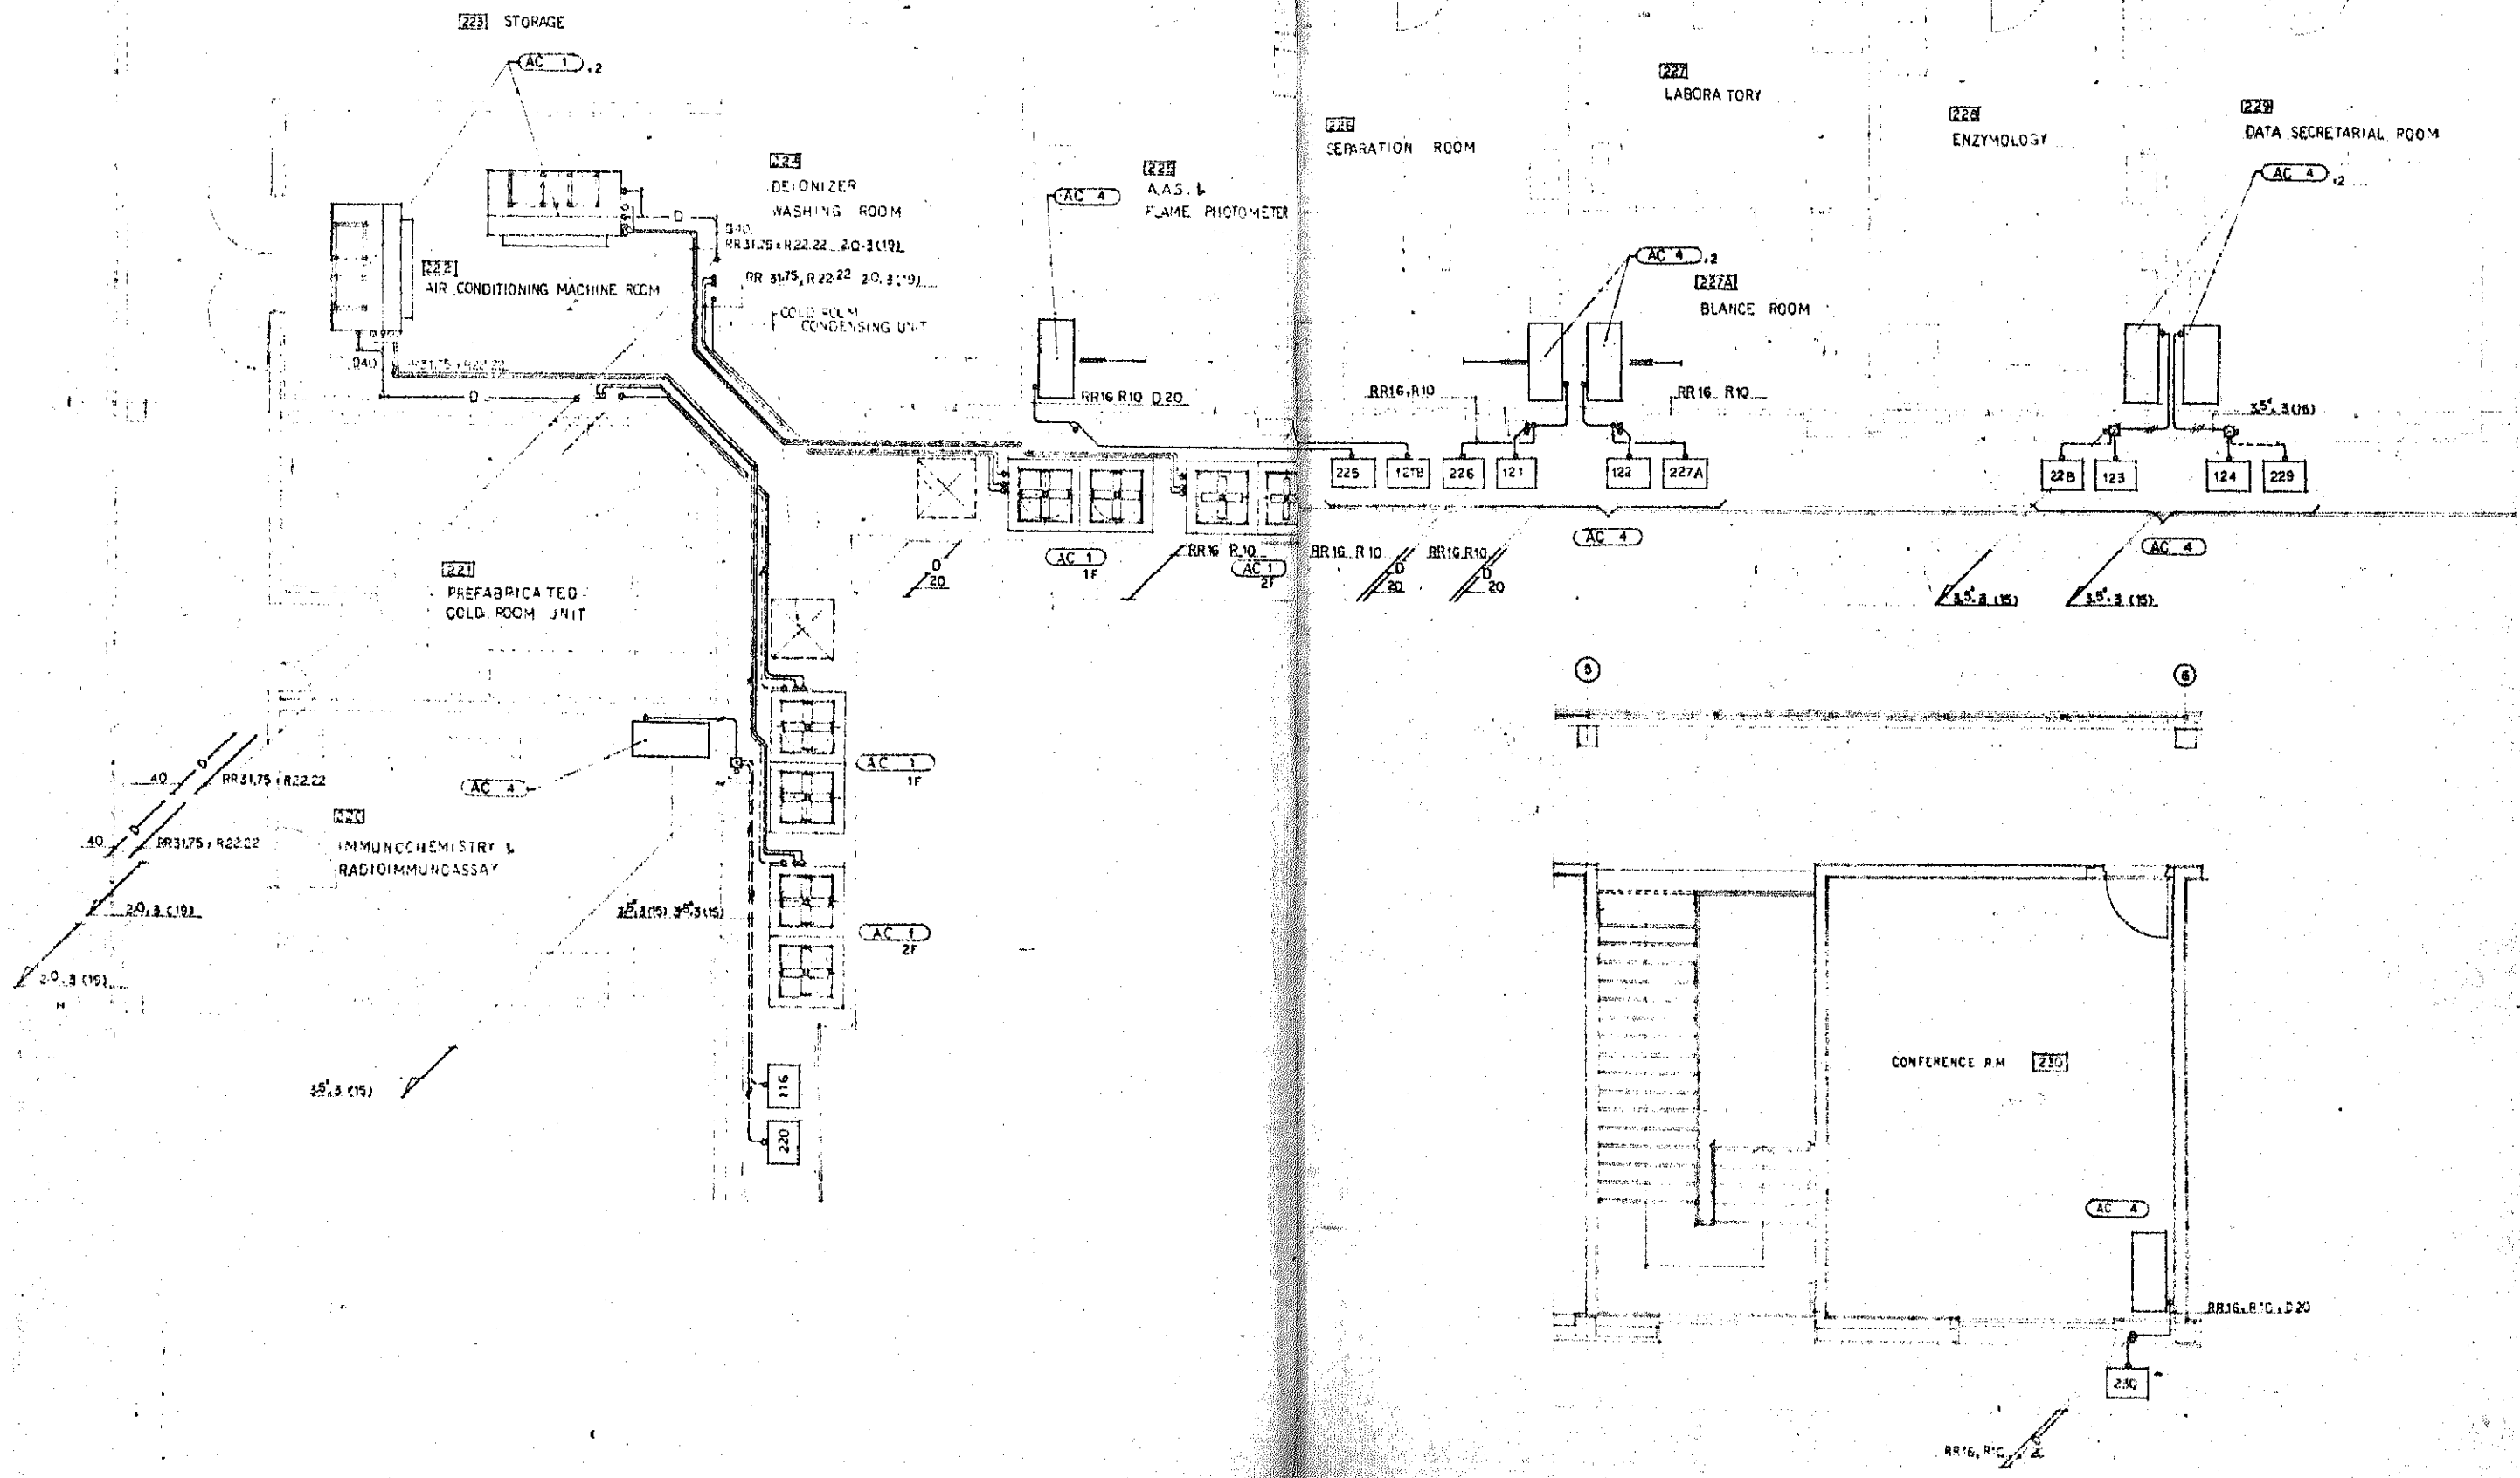 223 STORAGE
AC 1 ,2
DEIONIZER
WASHING ROOM
222
AIR CONDITIONING MACHINE ROOM
D
D40
RR31.75, R22.22 2.0.3(19)
RR 31.75, R22.22 2.0.3(19)
COLD ROOM
CONDENSING UNIT
D40
RR31.75, R22.22
D
AC 4
225
A.A.S. &
FLAME PHOTOMETER
226
SEPARATION ROOM
227
LABORATORY
228
ENZYMOLOGY
229
DATA SECRETARIAL ROOM
AC 4 ,2
AC 4 ,2
227A
BLANCE ROOM
RR16 R10 D20
RR16,R10
RR16 R10
3.5°.3(15)
225
121B
226
121
122
227A
228
123
124
229
AC 4
AC 4
D
20
AC 1
1F
RR16 R10
AC 1
2F
RR16 R10
D
20
RR16,R10
D
20
3.5°.3 (15)
3.5°.3 (15)
221
PREFABRICATED
COLD ROOM UNIT
5
6
AC 1
1F
AC 4
40
D
RR31.75, R22.22
40
D
RR31.75, R22.22
2.0.3 (19)
2.0.3 (19)
H
IMMUNOCHEMISTRY &
RADIOIMMUNOASSAY
3.5°.3(15) 3.5°.3(15)
AC 1
2F
3.5°.3 (15)
116
220
CONFERENCE RM 230
AC 4
RR16, R10, D20
230
RR16, R10